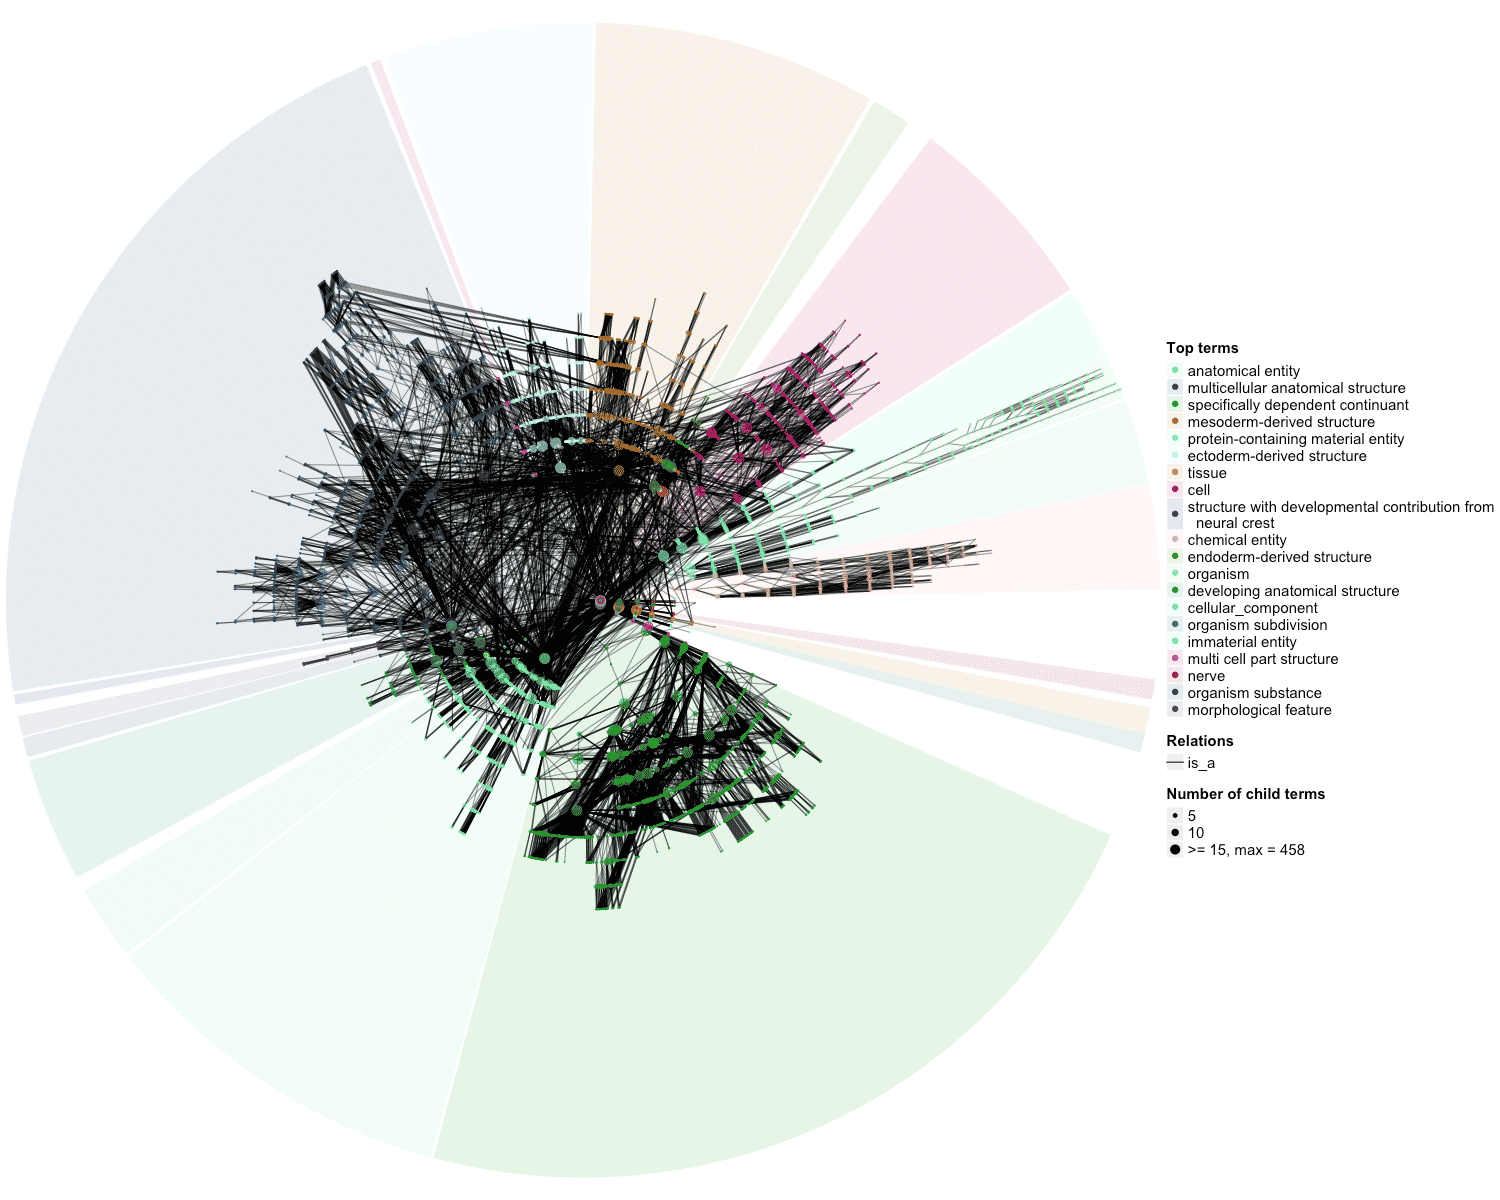 Top terms
anatomical entity
multicellular anatomical structure
specifically dependent continuant
mesoderm-derived structure
protein-containing material entity
ectoderm-derived structure
tissue
cell
structure with developmental contribution from
neural crest
chemical entity
endoderm-derived structure
organism
developing anatomical structure
cellular_component
organism subdivision
immaterial entity
multi cell part structure
nerve
organism substance
morphological feature
Relations
is_a
Number of child terms
5
10
>= 15, max = 458